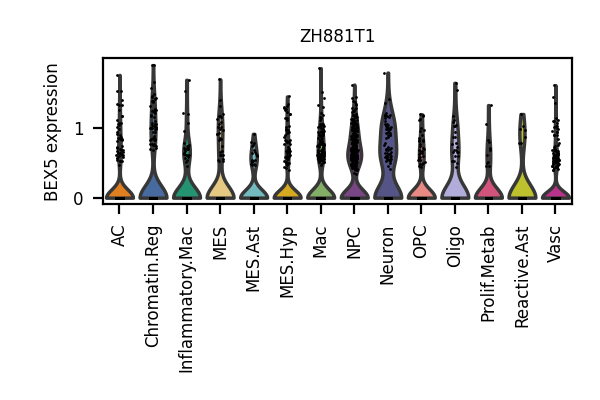 ZH881T1
BEX5 expression
1
0
AC
Chromatin.Reg
Inflammatory.Mac
MES
MES.Ast
MES.Hyp
Mac
NPC
Neuron
OPC
Oligo
Prolif.Metab
Reactive.Ast
Vasc